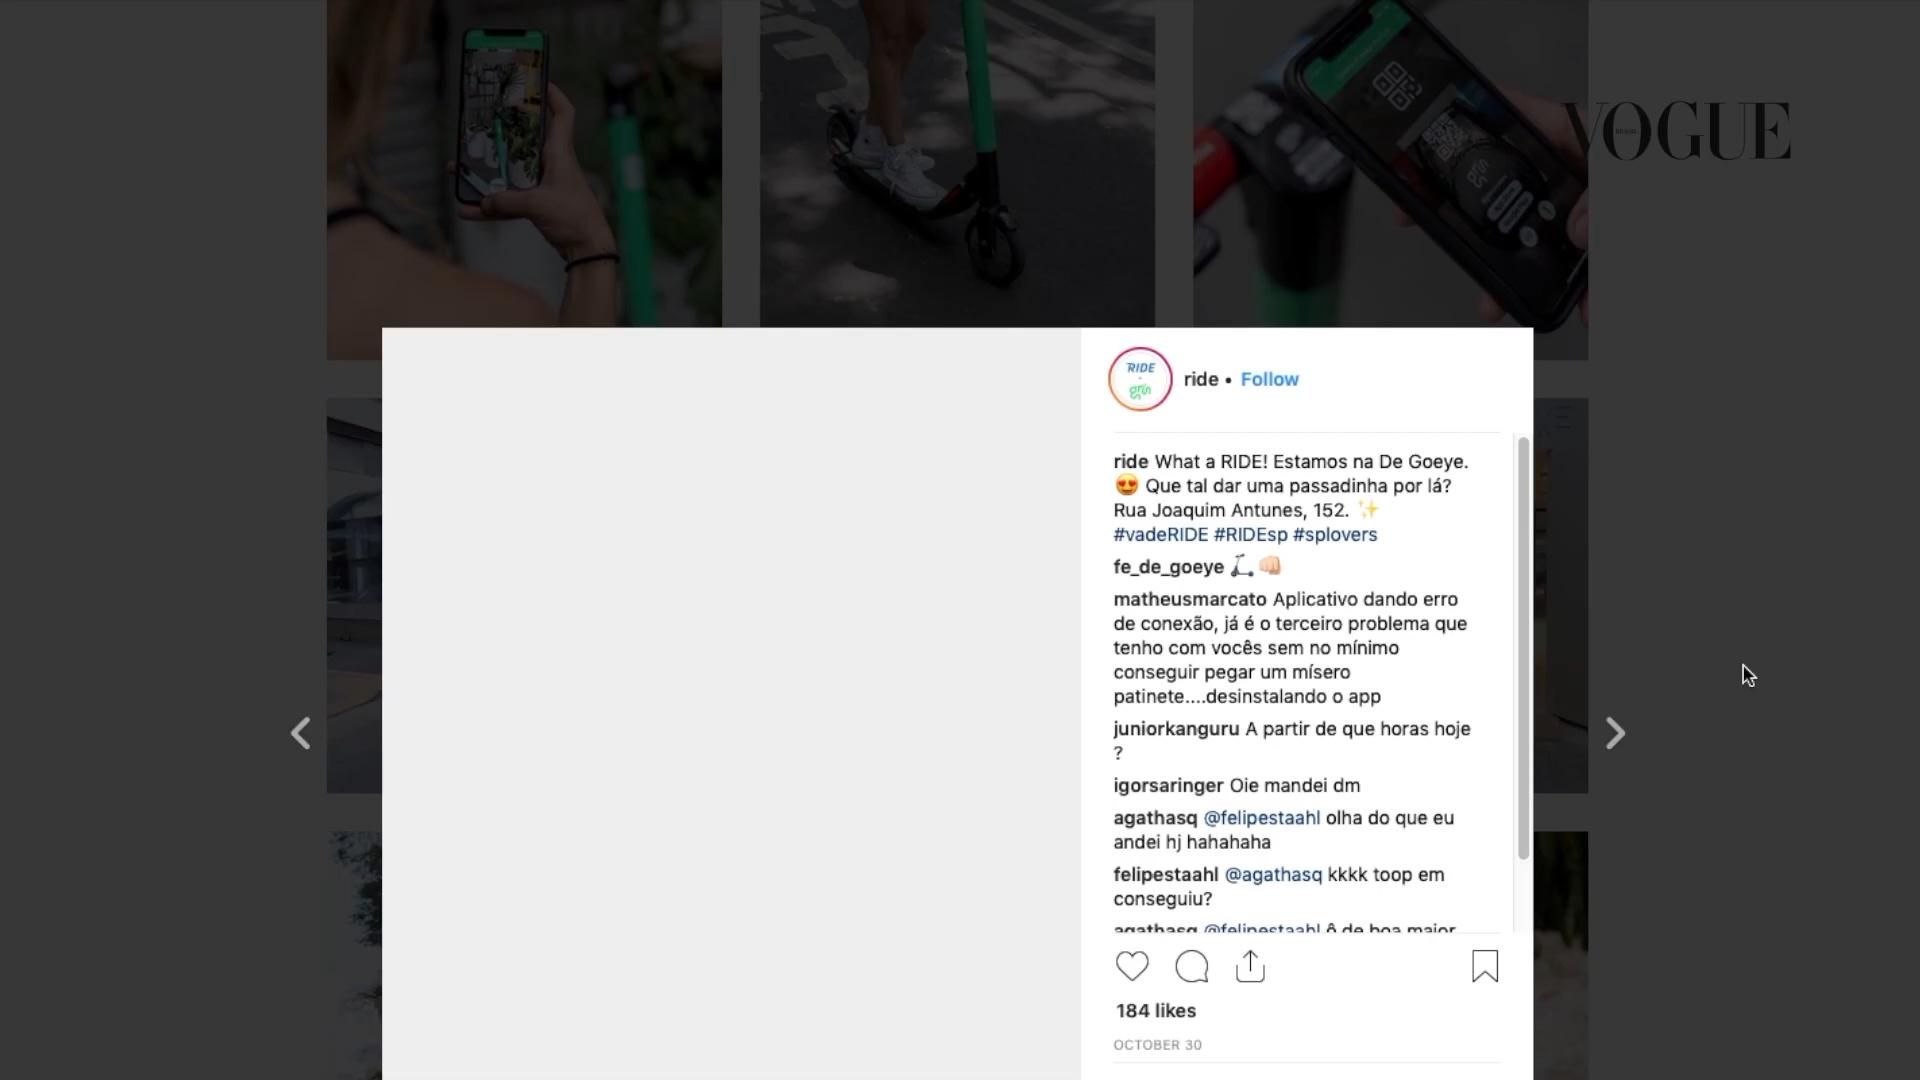 VOGUE
BRASIL
RIDE
grin
ride • Follow
ride What a RIDE! Estamos na De Goeye.
😍 Que tal dar uma passadinha por lá?
Rua Joaquim Antunes, 152. ✨
#vadeRIDE #RIDEsp #splovers
fe_de_goeye 🛴👊🏻
matheusmarcato Aplicativo dando erro
de conexão, já é o terceiro problema que
tenho com vocês sem no mínimo
conseguir pegar um mísero
patinete....desinstalando o app
juniorkanguru A partir de que horas hoje
?
igorsaringer Oie mandei dm
agathasq @felipestaahl olha do que eu
andei hj hahahaha
felipestaahl @agathasq kkkk toop em
conseguiu?
agathasq @felipestaahl ô de boa maior
184 likes
OCTOBER 30